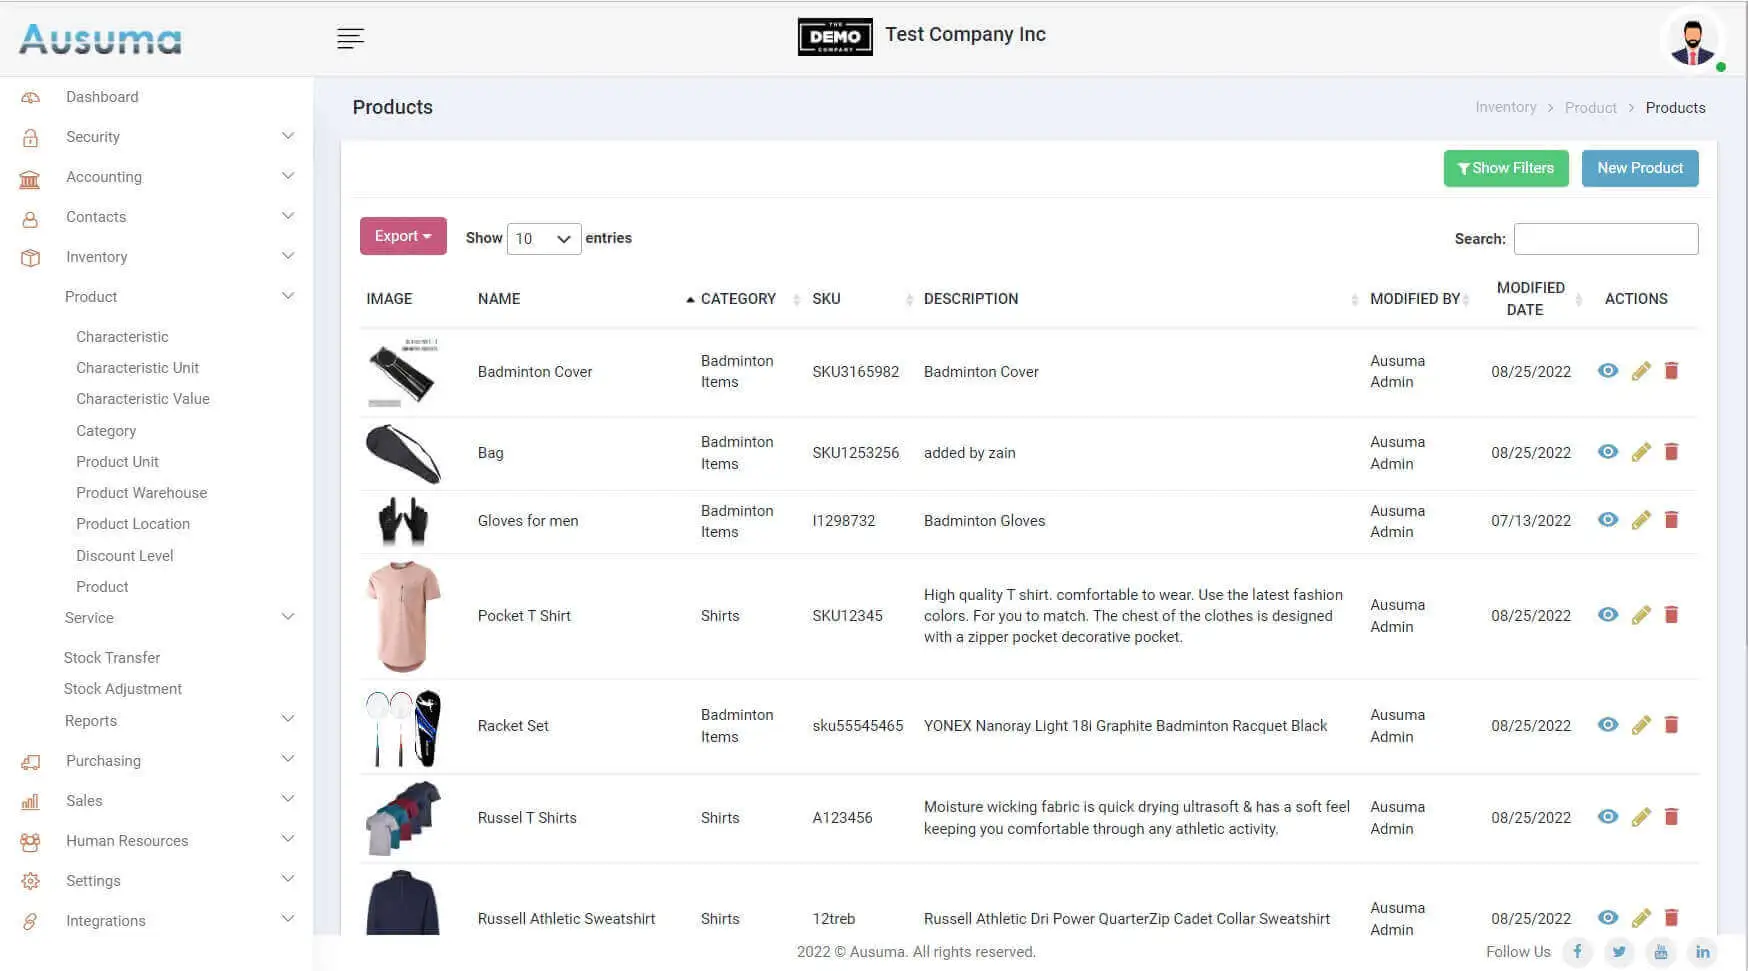 Ausuma
THE
DEMO
COMPANY
Test Company Inc
Dashboard
Security
Accounting
Contacts
Inventory
Product
Characteristic
Characteristic Unit
Characteristic Value
Category
Product Unit
Product Warehouse
Product Location
Discount Level
Product
Service
Stock Transfer
Stock Adjustment
Reports
Purchasing
Sales
Human Resources
Settings
Integrations
Products
Inventory > Product > Products
Show Filters New Product
Export Show 10 entries Search:
IMAGE NAME CATEGORY SKU DESCRIPTION MODIFIED BY MODIFIED DATE ACTIONS
Badminton Cover Badminton Items SKU3165982 Badminton Cover Ausuma Admin 08/25/2022
Bag Badminton Items SKU1253256 added by zain Ausuma Admin 08/25/2022
Gloves for men Badminton Items I1298732 Badminton Gloves Ausuma Admin 07/13/2022
Pocket T Shirt Shirts SKU12345 High quality T shirt. comfortable to wear. Use the latest fashion
colors. For you to match. The chest of the clothes is designed
with a zipper pocket decorative pocket. Ausuma Admin 08/25/2022
Racket Set Badminton Items sku55545465 YONEX Nanoray Light 18i Graphite Badminton Racquet Black Ausuma Admin 08/25/2022
Russel T Shirts Shirts A123456 Moisture wicking fabric is quick drying ultrasoft & has a soft feel
keeping you comfortable through any athletic activity. Ausuma Admin 08/25/2022
Russell Athletic Sweatshirt Shirts 12treb Russell Athletic Dri Power QuarterZip Cadet Collar Sweatshirt Ausuma Admin 08/25/2022
2022 © Ausuma. All rights reserved.
Follow Us